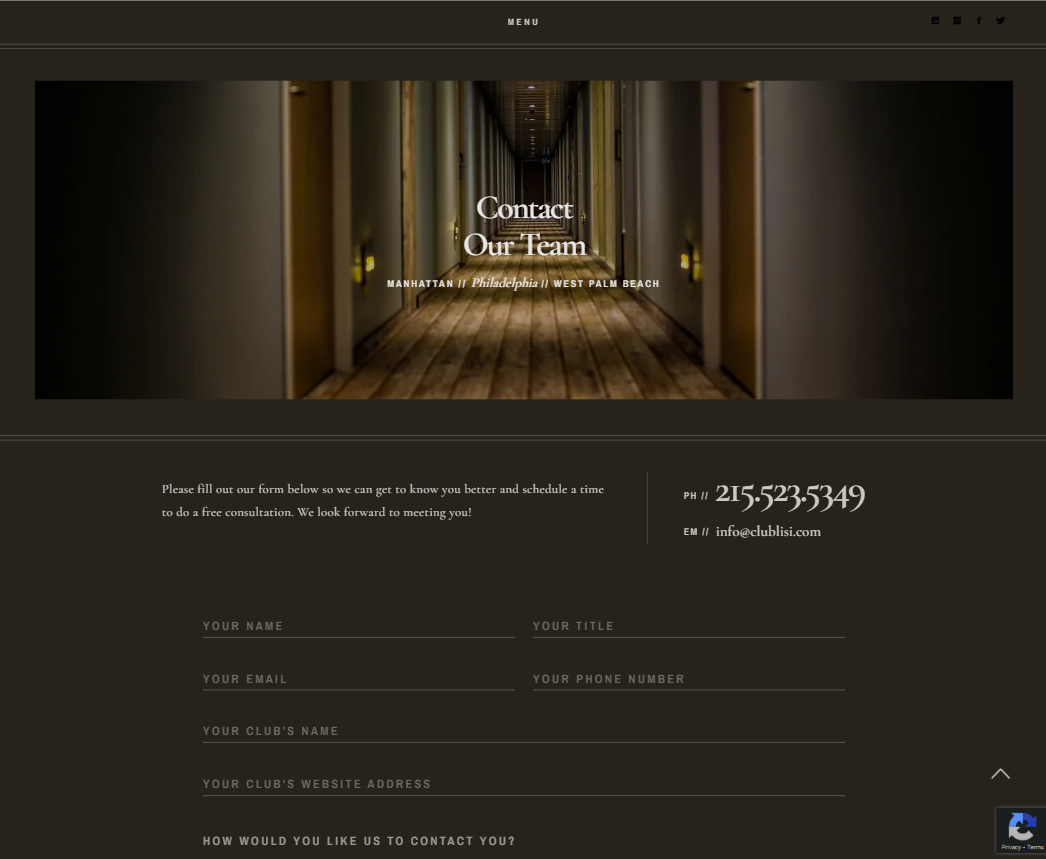 MENU
Contact
Our Team
MANHATTAN // Philadelphia // WEST PALM BEACH
Please fill out our form below so we can get to know you better and schedule a time
to do a free consultation. We look forward to meeting you!
PH // 215.523.5349
EM // info@clublisi.com
YOUR NAME
YOUR TITLE
YOUR EMAIL
YOUR PHONE NUMBER
YOUR CLUB'S NAME
YOUR CLUB'S WEBSITE ADDRESS
HOW WOULD YOU LIKE US TO CONTACT YOU?
Privacy - Terms